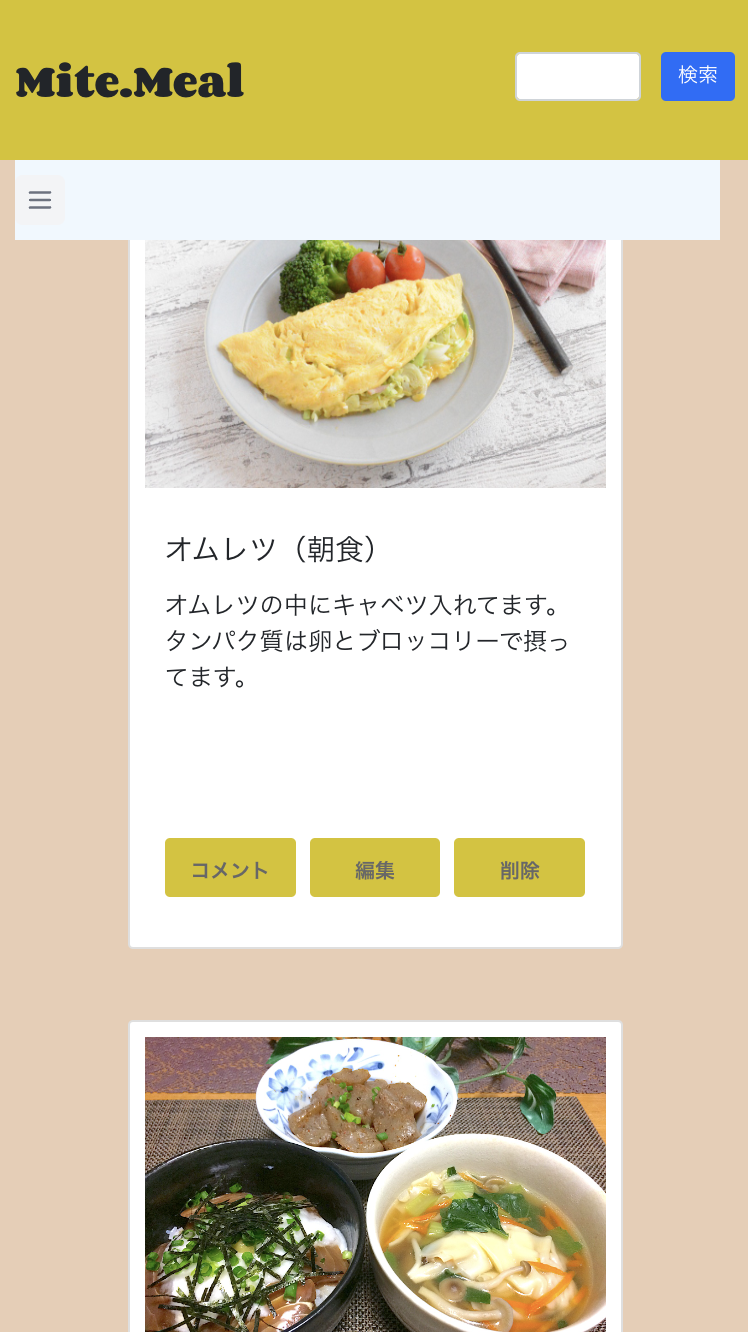 Mite.Meal
検索
オムレツ（朝食）
オムレツの中にキャベツ入れてます。
タンパク質は卵とブロッコリーで摂っ
てます。
コメント
編集
削除